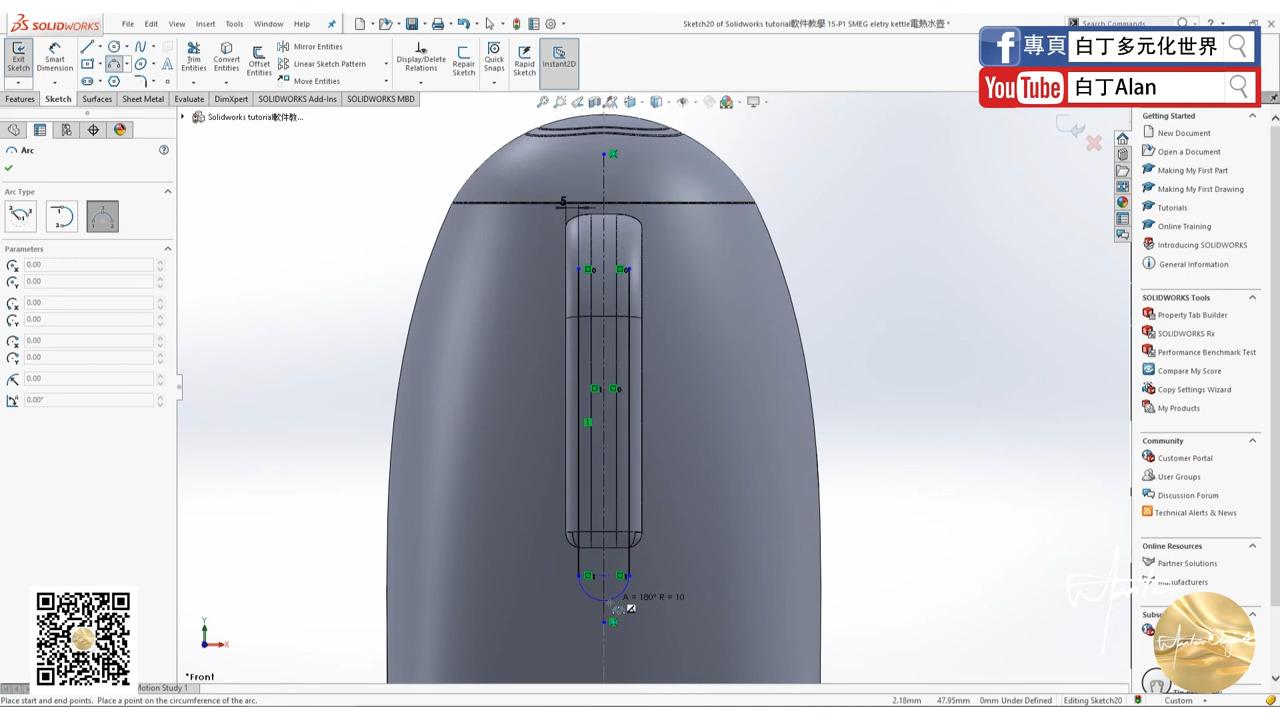 SOLIDWORKS
File Edit View Insert Tools Window Help
Sketch20 of Solidworks tutorial軟件教學 15-P1 SMEG eletry kettle電熱水壺 *
Search Commands
專頁 白丁多元化世界
YouTube 白丁Alan
Exit Sketch
Smart Dimension
Trim Entities
Convert Entities
Offset Entities
Mirror Entities
Linear Sketch Pattern
Move Entities
Display/Delete Relations
Repair Sketch
Quick Snaps
Rapid Sketch
Instant2D
Features Sketch Surfaces Sheet Metal Evaluate DimXpert SOLIDWORKS Add-Ins SOLIDWORKS MBD
Solidworks tutorial軟件教...
Arc
Arc Type
Parameters
0.00
0.00
0.00
0.00
0.00
0.00
0.00
0.00°
5
A = 180° R = 10
Y
X
*Front
Getting Started
New Document
Open a Document
Making My First Part
Making My First Drawing
Tutorials
Online Training
Introducing SOLIDWORKS
General Information
SOLIDWORKS Tools
Property Tab Builder
SOLIDWORKS Rx
Performance Benchmark Test
Compare My Score
Copy Settings Wizard
My Products
Community
Customer Portal
User Groups
Discussion Forum
Technical Alerts & News
Online Resources
Partner Solutions
Manufacturers
Motion Study 1
Place start and end points. Place a point on the circumference of the arc.
2.18mm 47.95mm 0mm Under Defined Editing Sketch20 Custom